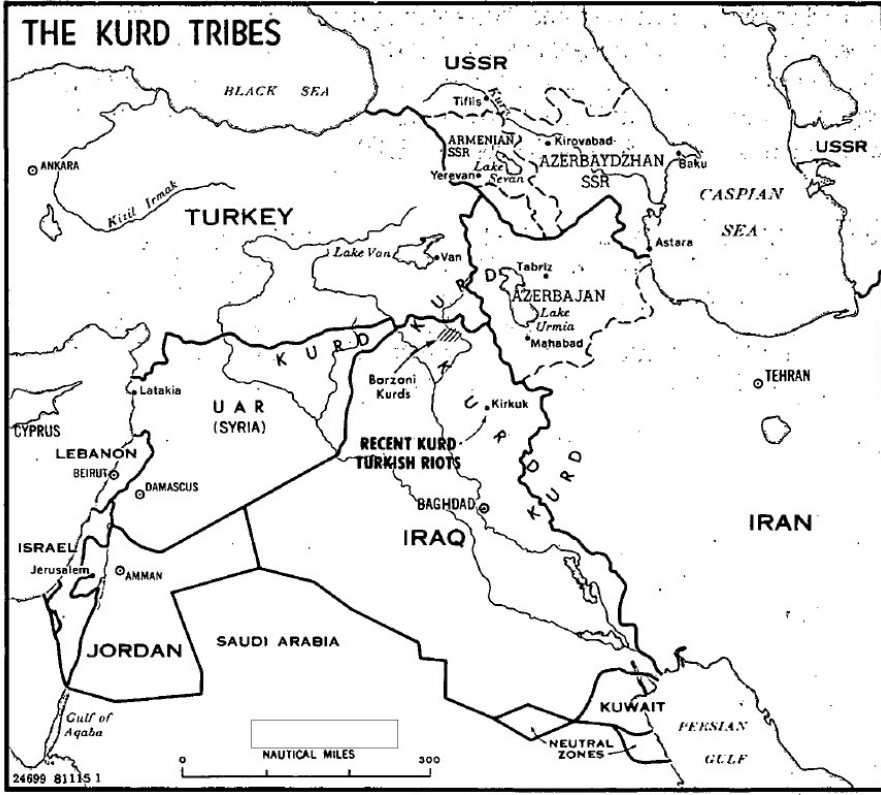 THE KURD TRIBES
BLACK SEA
USSR
Tiflis
Kura
ARMENIAN
SSR
Kirovabad
AZERBAYDZHAN
SSR
Baku
USSR
ANKARA
Lake
Sevan
Yerevan
CASPIAN
SEA
Kizil Irmak
TURKEY
Lake Van
Van
Astara
Tabriz
AZERBAJAN
Lake
Urmia
Mahabad
KURD
KURD
KURD
KURD
Barzani
Kurds
TEHRAN
Latakia
UAR
(SYRIA)
Kirkuk
CYPRUS
RECENT KURD
TURKISH RIOTS
LEBANON
BEIRUT
DAMASCUS
BAGHDAD
IRAN
IRAQ
ISRAEL
Jerusalem
AMMAN
JORDAN
SAUDI ARABIA
KUWAIT
Gulf of
Aqaba
NEUTRAL
ZONES
PERSIAN
GULF
NAUTICAL MILES
0 300
24699 81115 1